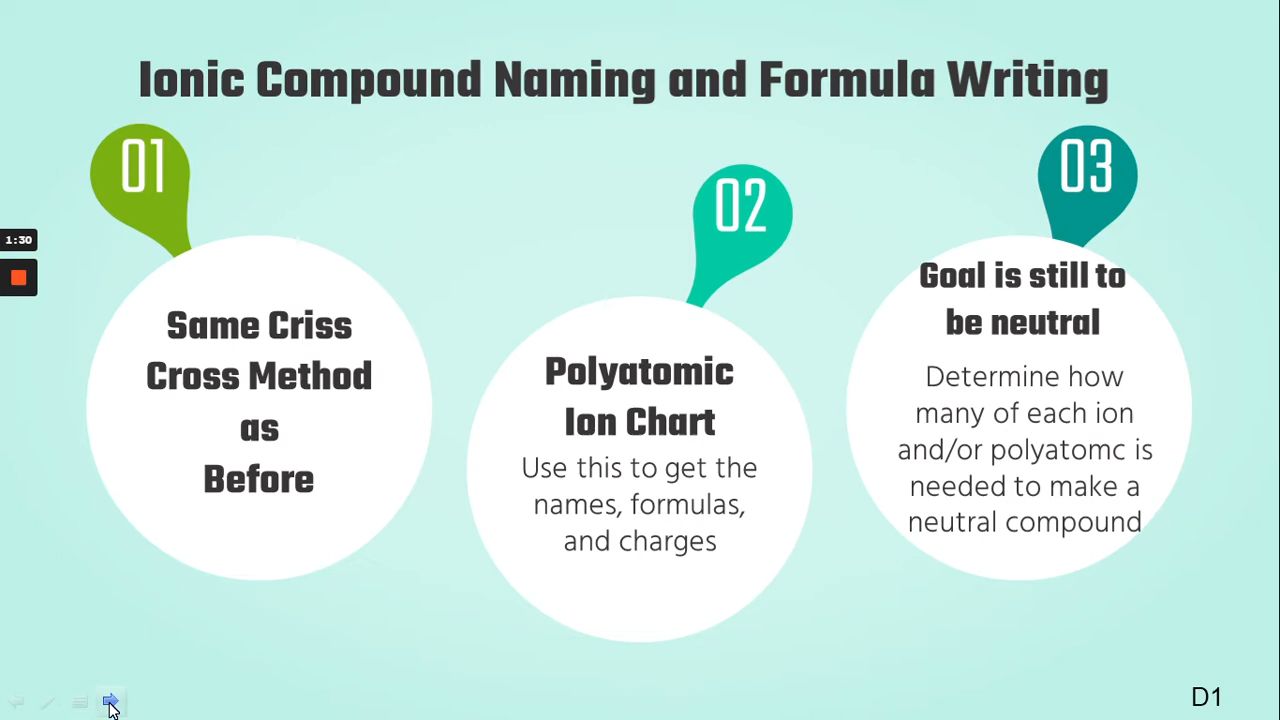 Ionic Compound Naming and Formula Writing
01
Same Criss
Cross Method
as
Before
02
Polyatomic
Ion Chart
Use this to get the
names, formulas,
and charges
03
Goal is still to
be neutral
Determine how
many of each ion
and/or polyatomc is
needed to make a
neutral compound
1:30
D1